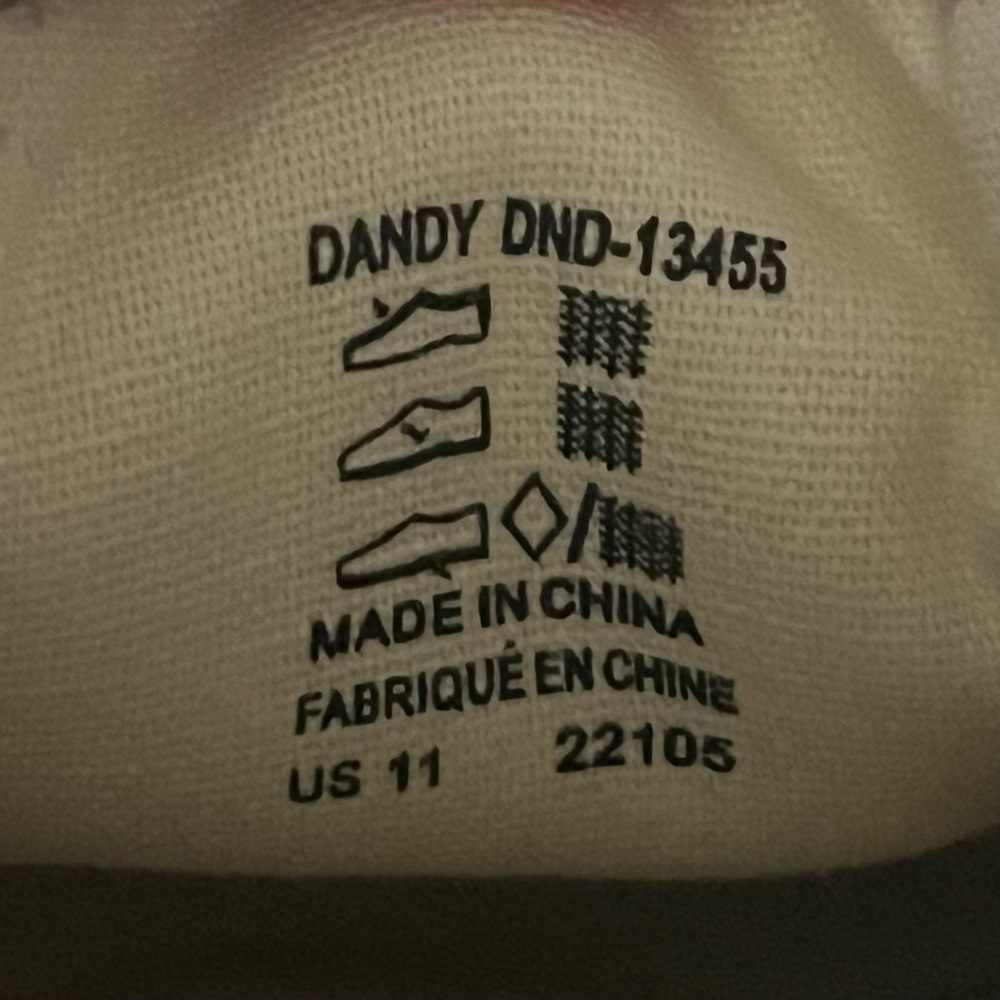 DANDY DND-13455
/
MADE IN CHINA
FABRIQUÉ EN CHINE
US 11 22105